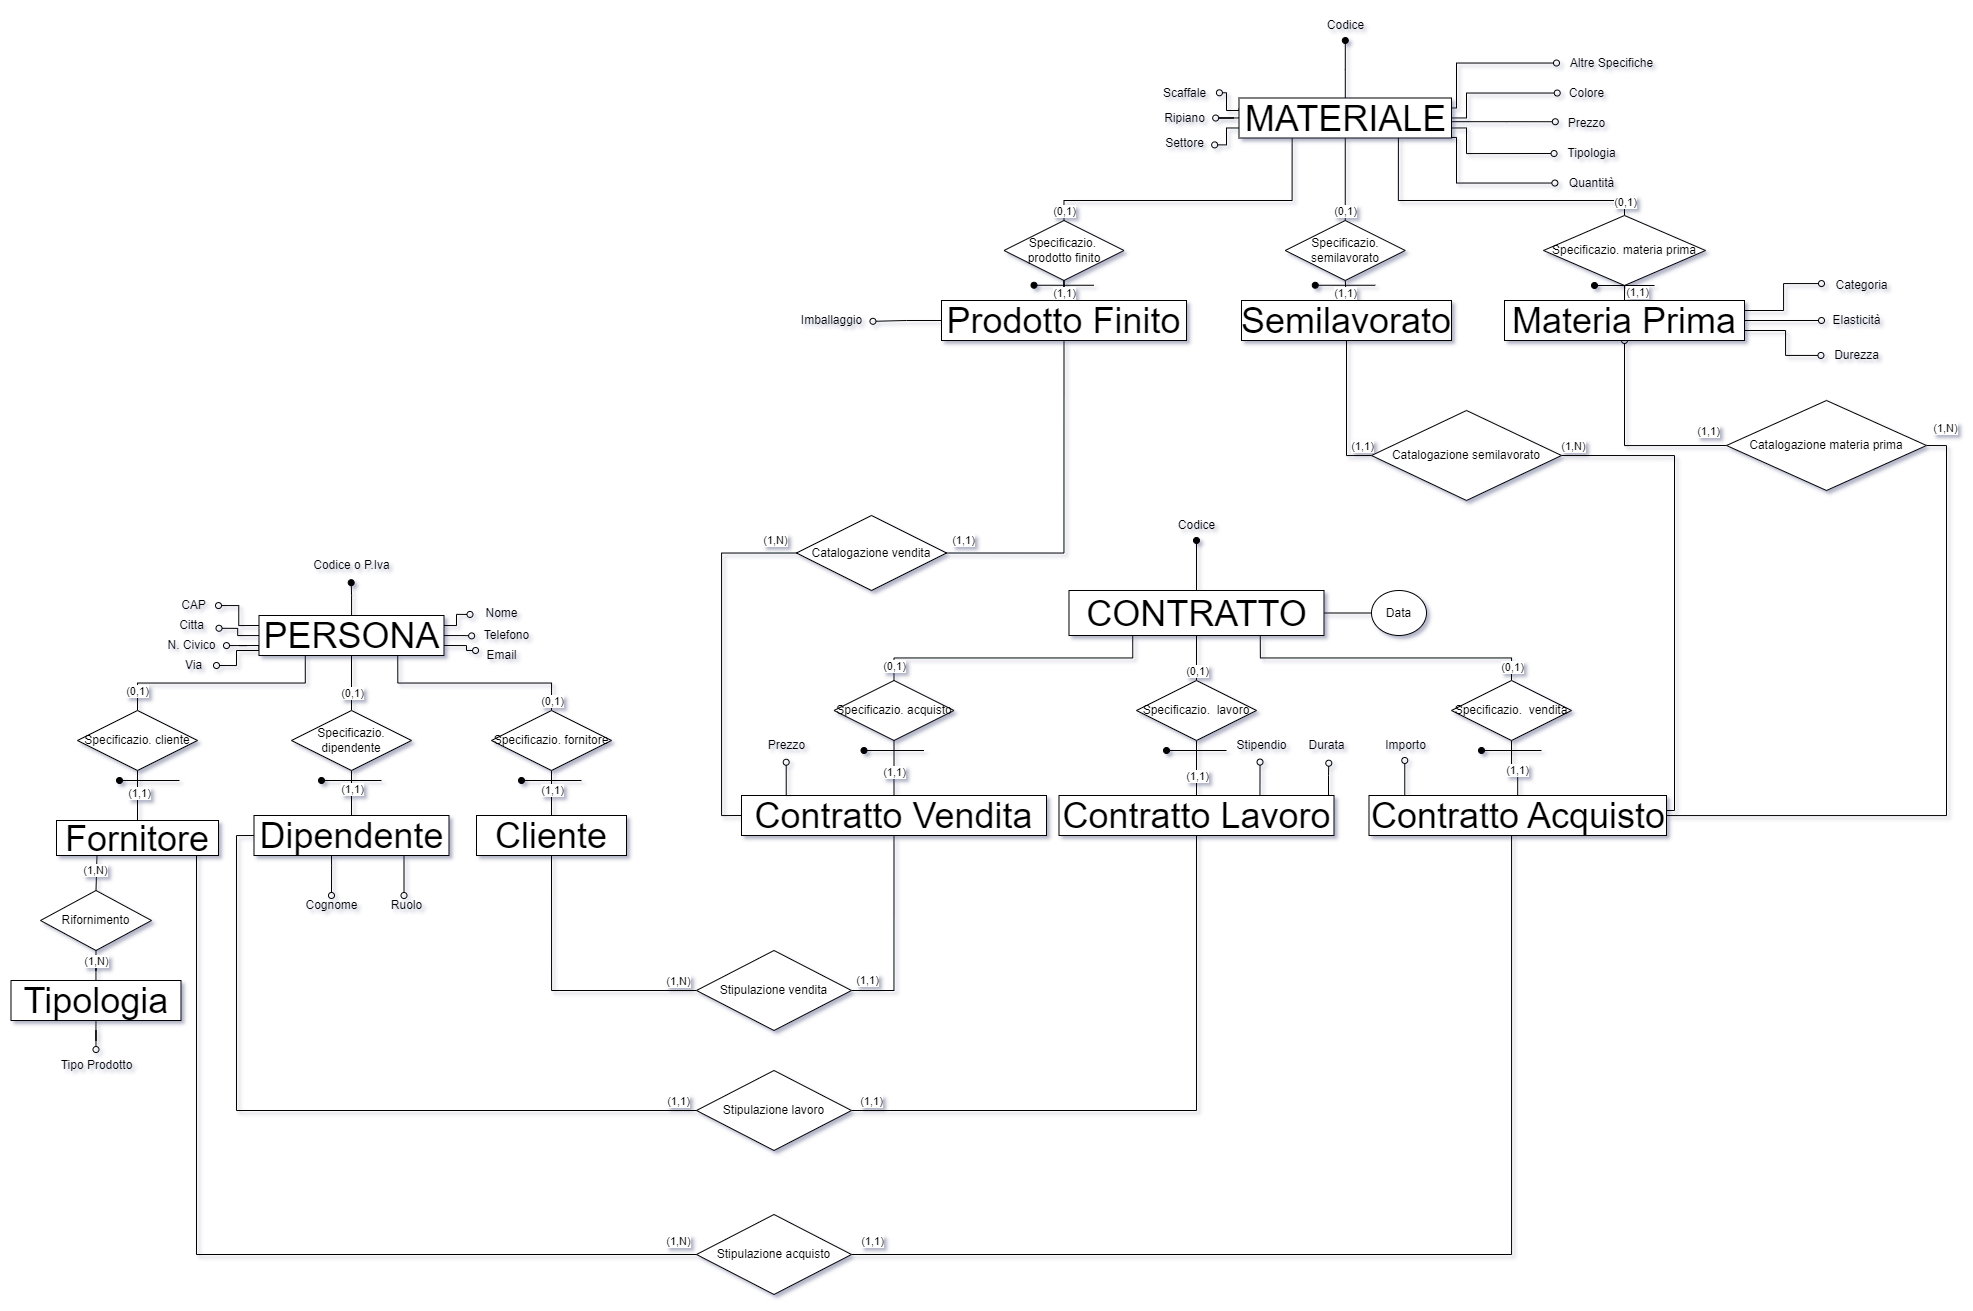 Codice
Altre Specifiche
Scaffale
Colore
Ripiano
MATERIALE
Prezzo
Settore
Tipologia
Quantità
(0,1)
(0,1)
(0,1)
Specificazio.
prodotto finito
Specificazio.
semilavorato
Specificazio. materia prima
(1,1)
(1,1)
(1,1)
Categoria
Imballaggio
Prodotto Finito
Semilavorato
Materia Prima
Elasticità
Durezza
(1,1)
Catalogazione semilavorato
(1,N)
(1,1)
Catalogazione materia prima
(1,N)
(1,N)
Catalogazione vendita
(1,1)
Codice
Codice o P.Iva
CAP
Citta
N. Civico
Via
PERSONA
Nome
Telefono
Email
CONTRATTO
Data
(0,1)
(0,1)
(0,1)
(0,1)
(0,1)
(0,1)
Specificazio. cliente
Specificazio.
dipendente
Specificazio. fornitore
Specificazio. acquisto
Specificazio.  lavoro
Specificazio.  vendita
Prezzo
Stipendio
Durata
Importo
(1,1)
(1,1)
(1,1)
(1,1)
(1,1)
(1,1)
Fornitore
Dipendente
Cliente
Contratto Vendita
Contratto Lavoro
Contratto Acquisto
(1,N)
Cognome
Ruolo
Rifornimento
(1,N)
Tipologia
Tipo Prodotto
(1,N)
Stipulazione vendita
(1,1)
(1,1)
Stipulazione lavoro
(1,1)
(1,N)
Stipulazione acquisto
(1,1)